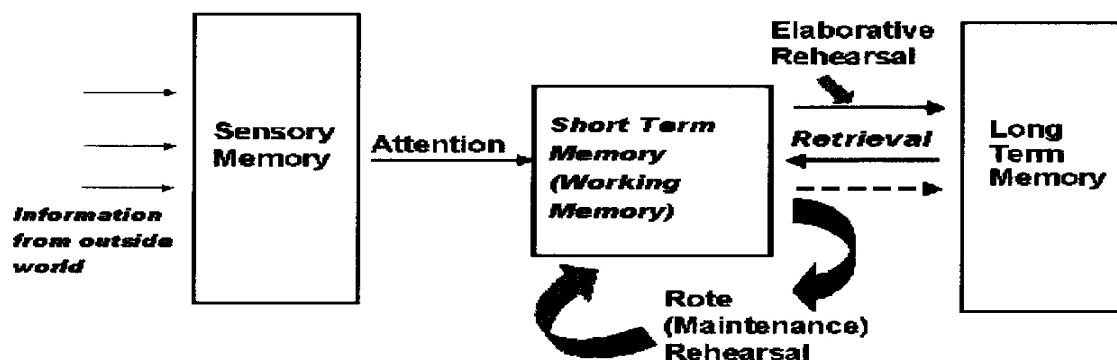 Information
from outside
world
Sensory
Memory
Attention
Short Term
Memory
(Working
Memory)
Elaborative
Rehearsal
Retrieval
Rote
(Maintenance)
Rehearsal
Long
Term
Memory